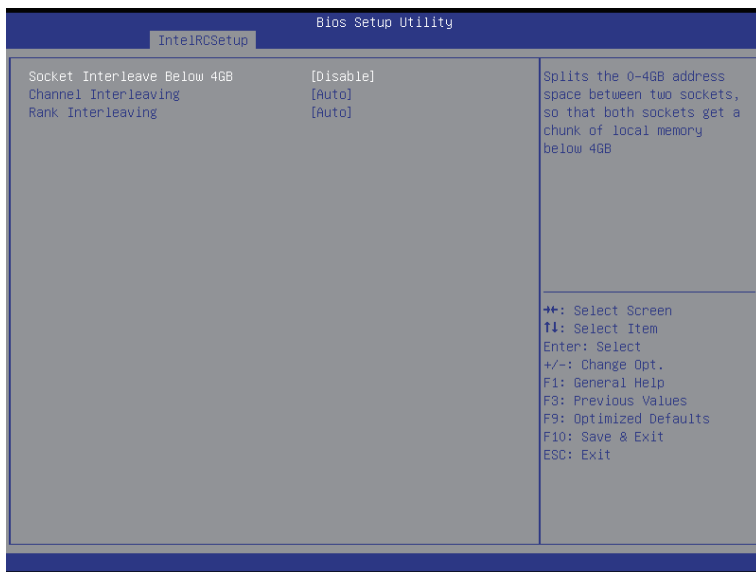 Bios Setup Utility
IntelRCSetup
Socket Interleave Below 4GB [Disable]
Channel Interleaving [Auto]
Rank Interleaving [Auto]
Splits the 0-4GB address
space between two sockets,
so that both sockets get a
chunk of local memory
below 4GB
→←: Select Screen
↑↓: Select Item
Enter: Select
+/-: Change Opt.
F1: General Help
F3: Previous Values
F9: Optimized Defaults
F10: Save & Exit
ESC: Exit